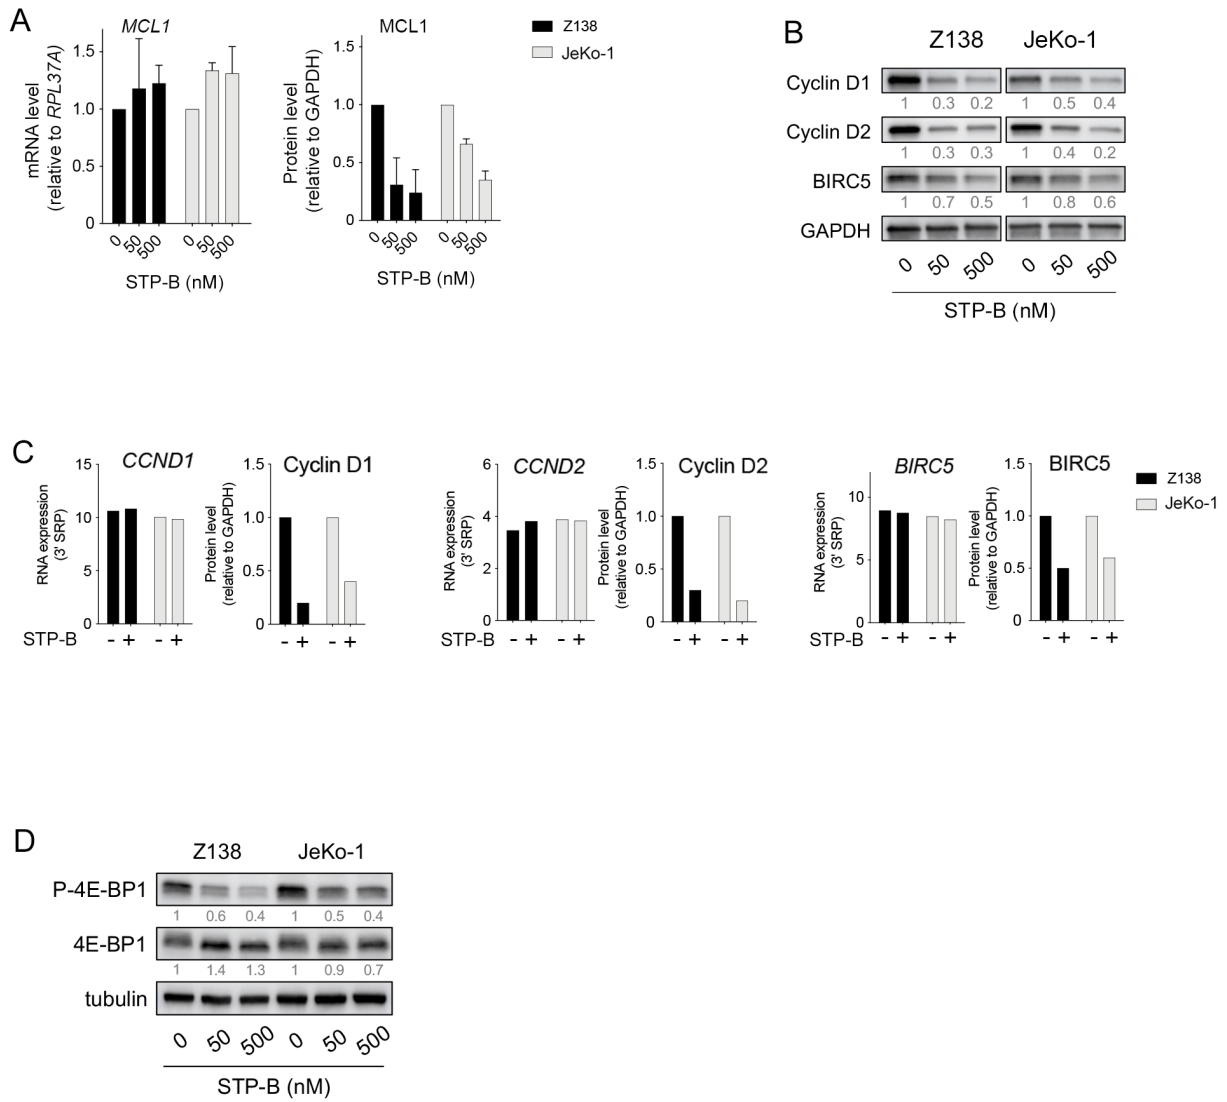 A
MCL1
mRNA level
(relative to RPL37A)
1.5
1.0
0.5
0
0 50 500 0 50 500
STP-B (nM)
MCL1
Protein level
(relative to GAPDH)
1.5
1.0
0.5
0
0 50 500 0 50 500
STP-B (nM)
Z138
JeKo-1
B
Z138 JeKo-1
Cyclin D1
1 0.3 0.2 1 0.5 0.4
Cyclin D2
1 0.3 0.3 1 0.4 0.2
BIRC5
1 0.7 0.5 1 0.8 0.6
GAPDH
0 50 500 0 50 500
STP-B (nM)
C
CCND1
RNA expression
(3' SRP)
15
10
5
0
STP-B - + - +
Cyclin D1
Protein level
(relative to GAPDH)
1.5
1.0
0.5
0
- + - +
CCND2
RNA expression
(3' SRP)
6
4
2
0
STP-B - + - +
Cyclin D2
Protein level
(relative to GAPDH)
1.5
1.0
0.5
0
- + - +
BIRC5
RNA expression
(3' SRP)
10
5
0
STP-B - + - +
BIRC5
Protein level
(relative to GAPDH)
1.5
1.0
0.5
0
- + - +
Z138
JeKo-1
D
Z138 JeKo-1
P-4E-BP1
1 0.6 0.4 1 0.5 0.4
4E-BP1
1 1.4 1.3 1 0.9 0.7
tubulin
0 50 500 0 50 500
STP-B (nM)